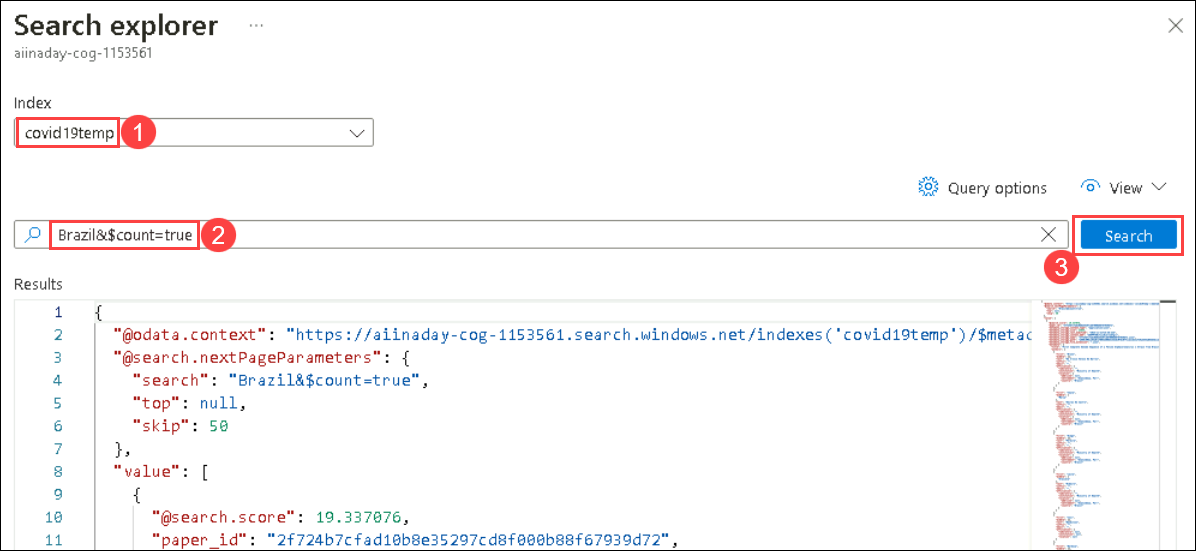 Search explorer ...
aiinaday-cog-1153561
Index
covid19temp 1
Query options View
Brazil&$count=true 2 Search
3
Results
1 {
2 "@odata.context": "https://aiinaday-cog-1153561.search.windows.net/indexes('covid19temp')/$metac
3 "@search.nextPageParameters": {
4 "search": "Brazil&$count=true",
5 "top": null,
6 "skip": 50
7 },
8 "value": [
9 {
10 "@search.score": 19.337076,
11 "paper_id": "2f724b7cfad10b8e35297cd8f000b88f67939d72",